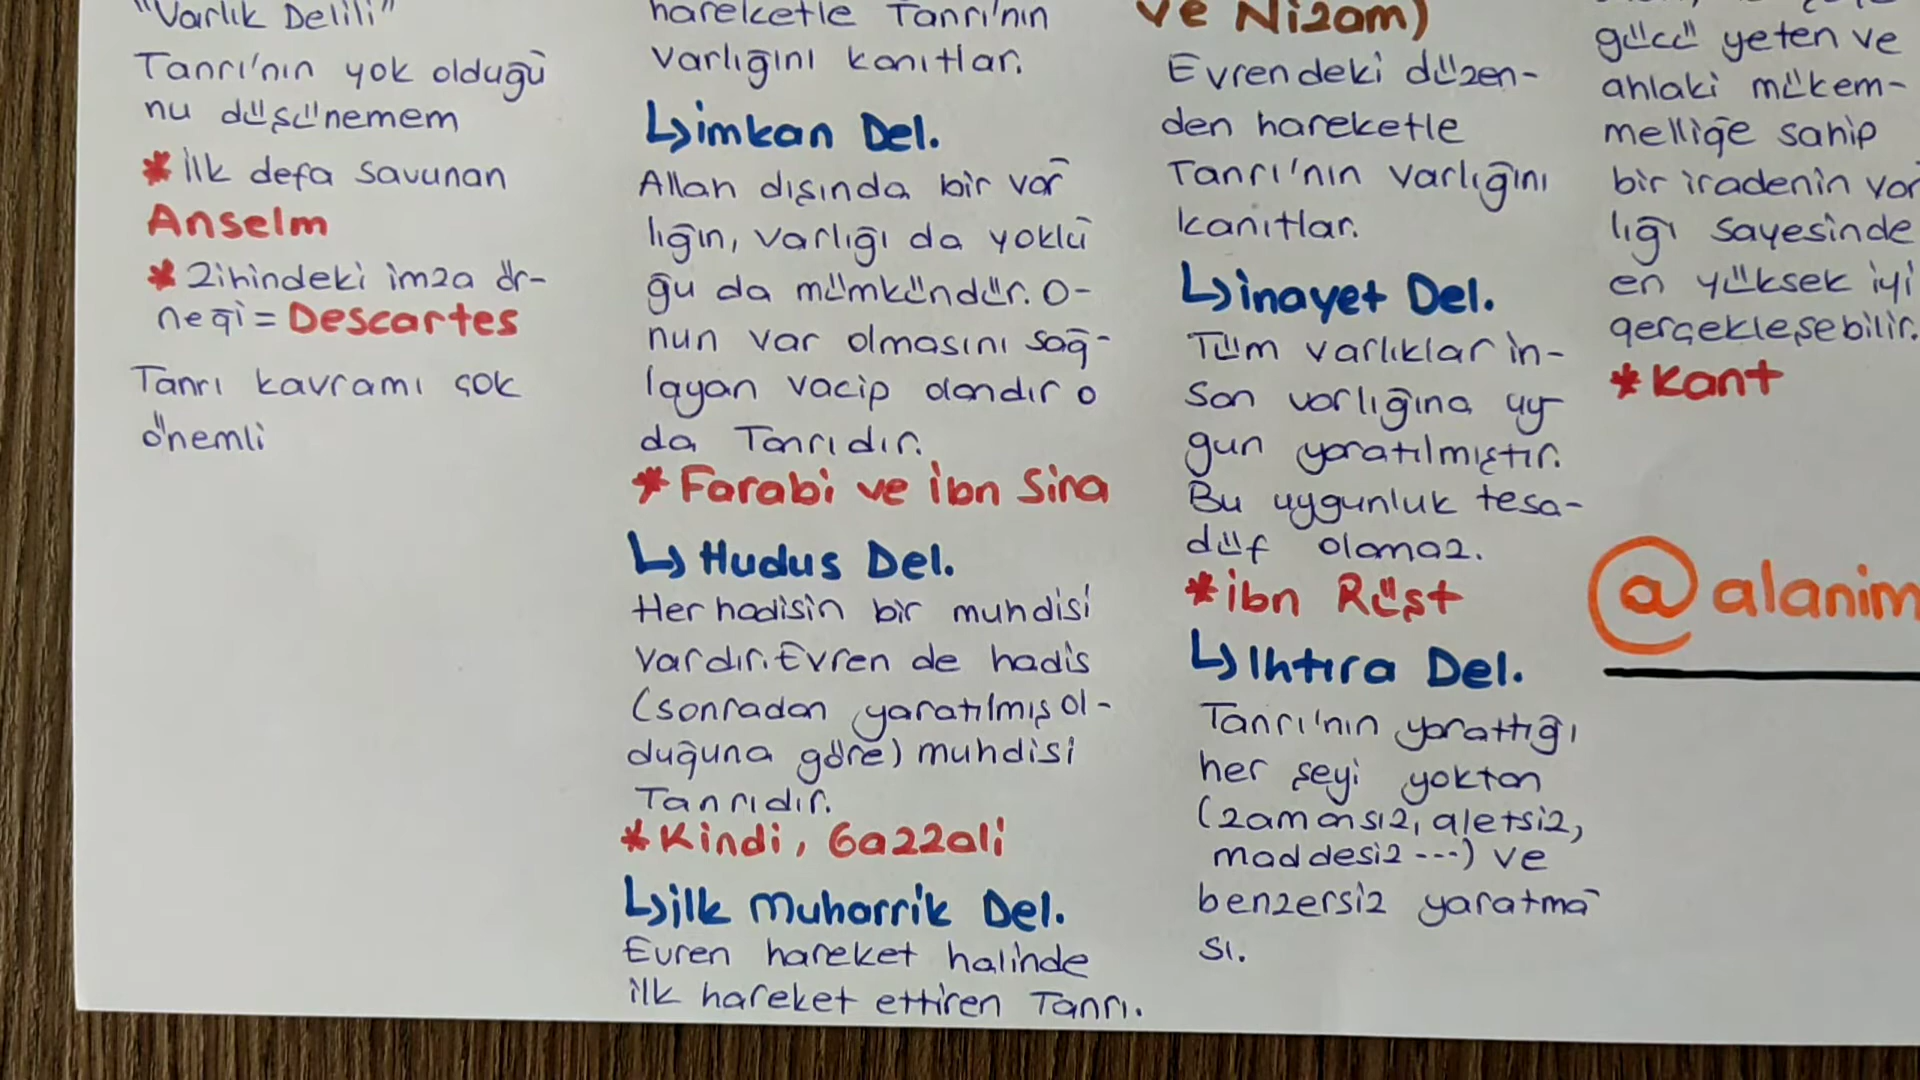 "Varlık Delili"
Tanrı'nın yok olduğu
nu düşünemem
* İlk defa savunan
Anselm
* Zihindeki imza ör-
neği = Descartes
Tanrı kavramı çok
önemli
hareketle Tanrı'nın
varlığını kanıtlar.
↳ imkan Del.
Allah dışında bir var
lığın, varlığı da yoklu
ğu da mümkündür. O-
nun var olmasını sağ-
layan vacip olandır o
da Tanrıdır.
* Farabi ve İbn Sina
↳ Hudus Del.
Her hadisin bir muhdisi
vardır. Evren de hadis
(sonradan yaratılmış ol-
duğuna göre) muhdisi
Tanrıdır.
* Kindi, Gazzali
↳ ilk Muharrik Del.
Evren hareket halinde
ilk hareket ettiren Tanrı.
ve Nizam)
Evrendeki düzen-
den hareketle
Tanrı'nın varlığını
kanıtlar.
↳ inayet Del.
Tüm varlıklar in-
san varlığına uy
gun yaratılmıştır.
Bu uygunluk tesa-
düf olamaz.
* ibn Rüşt
↳ Ihtıra Del.
Tanrı'nın yarattığı
her şeyi yoktan
(zamansız, aletsiz,
maddesiz ---) ve
benzersiz yaratma
sı.
gücü yeten ve
ahlaki mükem-
melliğe sahip
bir iradenin var
lığı sayesinde
en yüksek iyi
gerçekleşebilir.
* Kant
@alanim